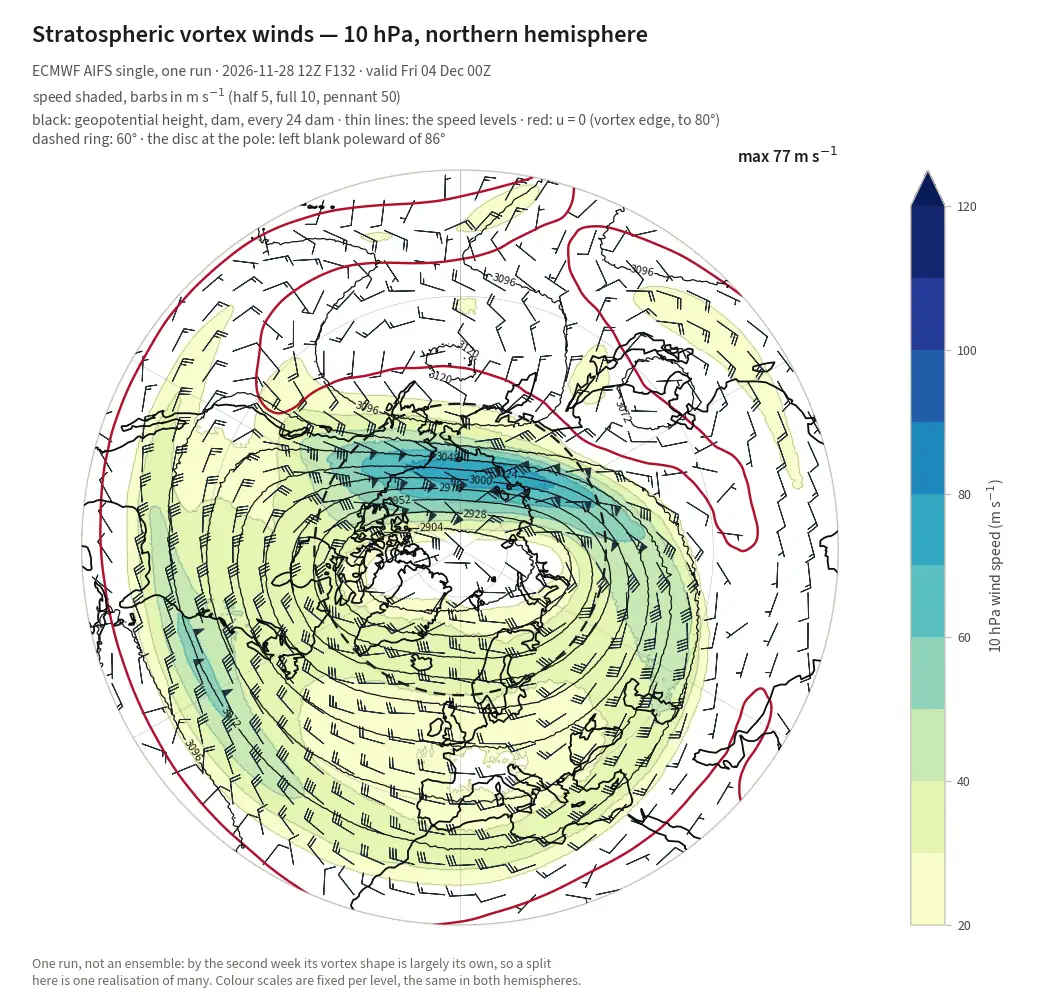 Stratospheric vortex winds — 10 hPa, northern hemisphere
ECMWF AIFS single, one run · 2026-11-28 12Z F132 · valid Fri 04 Dec 00Z
speed shaded, barbs in m s⁻¹ (half 5, full 10, pennant 50)
black: geopotential height, dam, every 24 dam · thin lines: the speed levels · red: u = 0 (vortex edge, to 80°)
dashed ring: 60° · the disc at the pole: left blank poleward of 86°
max 77 m s⁻¹
120
100
80
60
40
20
10 hPa wind speed (m s⁻¹)
3096
3096
3120
3120
3096
3072
3048
3000
2952
2928
2904
3072
3096
One run, not an ensemble: by the second week its vortex shape is largely its own, so a split
here is one realisation of many. Colour scales are fixed per level, the same in both hemispheres.